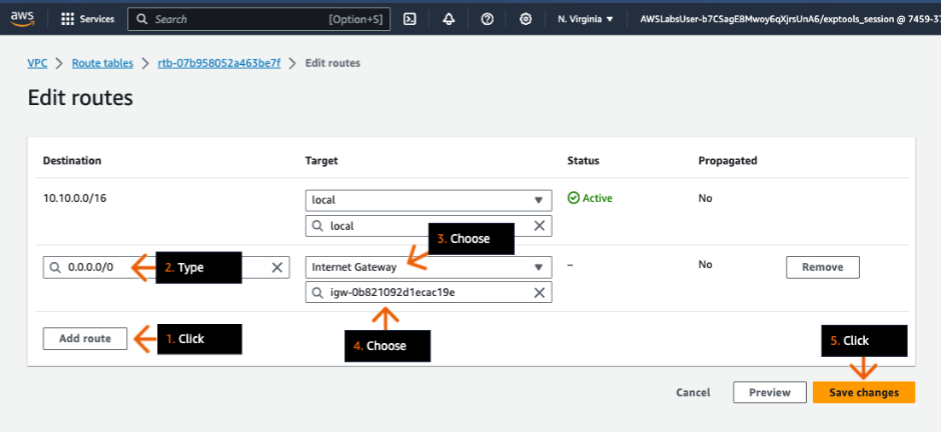 aws Services Search [Option+S] N. Virginia AWSLabsUser-b7CSagE8Mwoy6qXjrsUnA6/exptools_session @ 7459-37
VPC > Route tables > rtb-07b958052a463be7f > Edit routes
Edit routes
Destination Target Status Propagated
10.10.0.0/16 local Active No
local
3. Choose
0.0.0.0/0 2. Type Internet Gateway – No Remove
igw-0b821092d1ecac19e
Add route 1. Click 4. Choose 5. Click
Cancel Preview Save changes